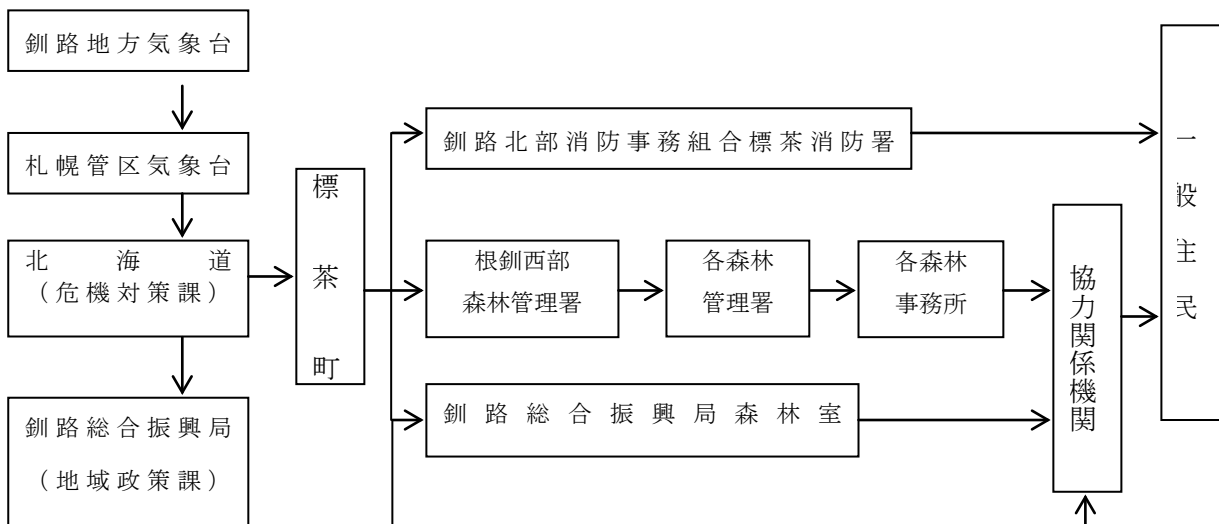 釧路地方気象台
札幌管区気象台
北海道
（危機対策課）
釧路総合振興局
（地域政策課）
標茶町
釧路北部消防事務組合標茶消防署
根釧西部
森林管理署
各森林
管理署
各森林
事務所
釧路総合振興局森林室
協力関係機関
一般住民